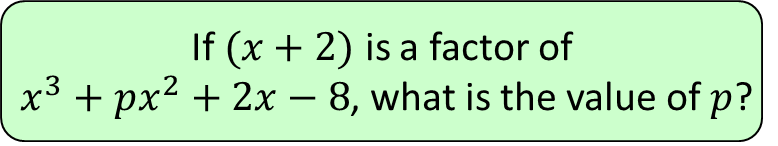 If (𝑥 + 2) is a factor of
𝑥³ + 𝑝𝑥² + 2𝑥 − 8, what is the value of 𝑝?